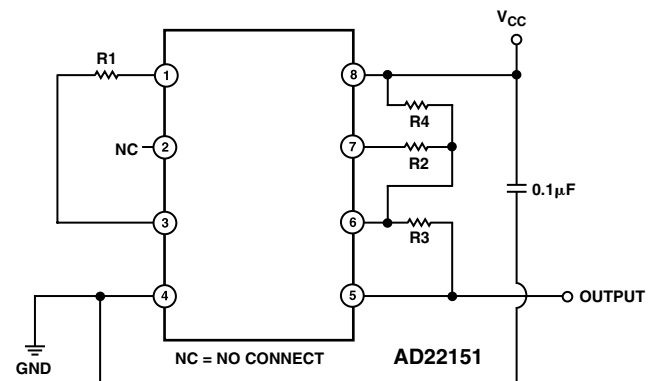 VCC
R1
1
8
R4
NC
2
7
R2
0.1μF
3
6
R3
4
5
OUTPUT
NC = NO CONNECT
AD22151
GND